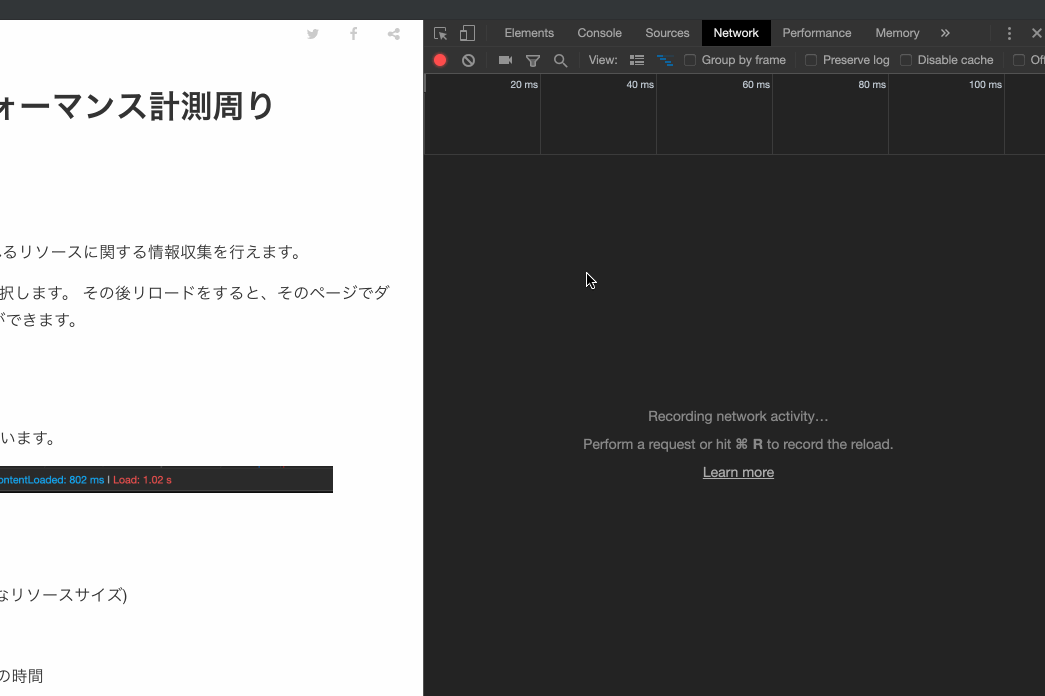 ォーマンス計測周り
るリソースに関する情報収集を行えます。
択します。 その後リロードをすると、そのページでダ
ができます。
います。
ontentLoaded: 802 ms | Load: 1.02 s
なリソースサイズ)
の時間
Elements Console Sources Network Performance Memory »
View: Group by frame Preserve log Disable cache Off
20 ms 40 ms 60 ms 80 ms 100 ms
Recording network activity…
Perform a request or hit ⌘ R to record the reload.
Learn more